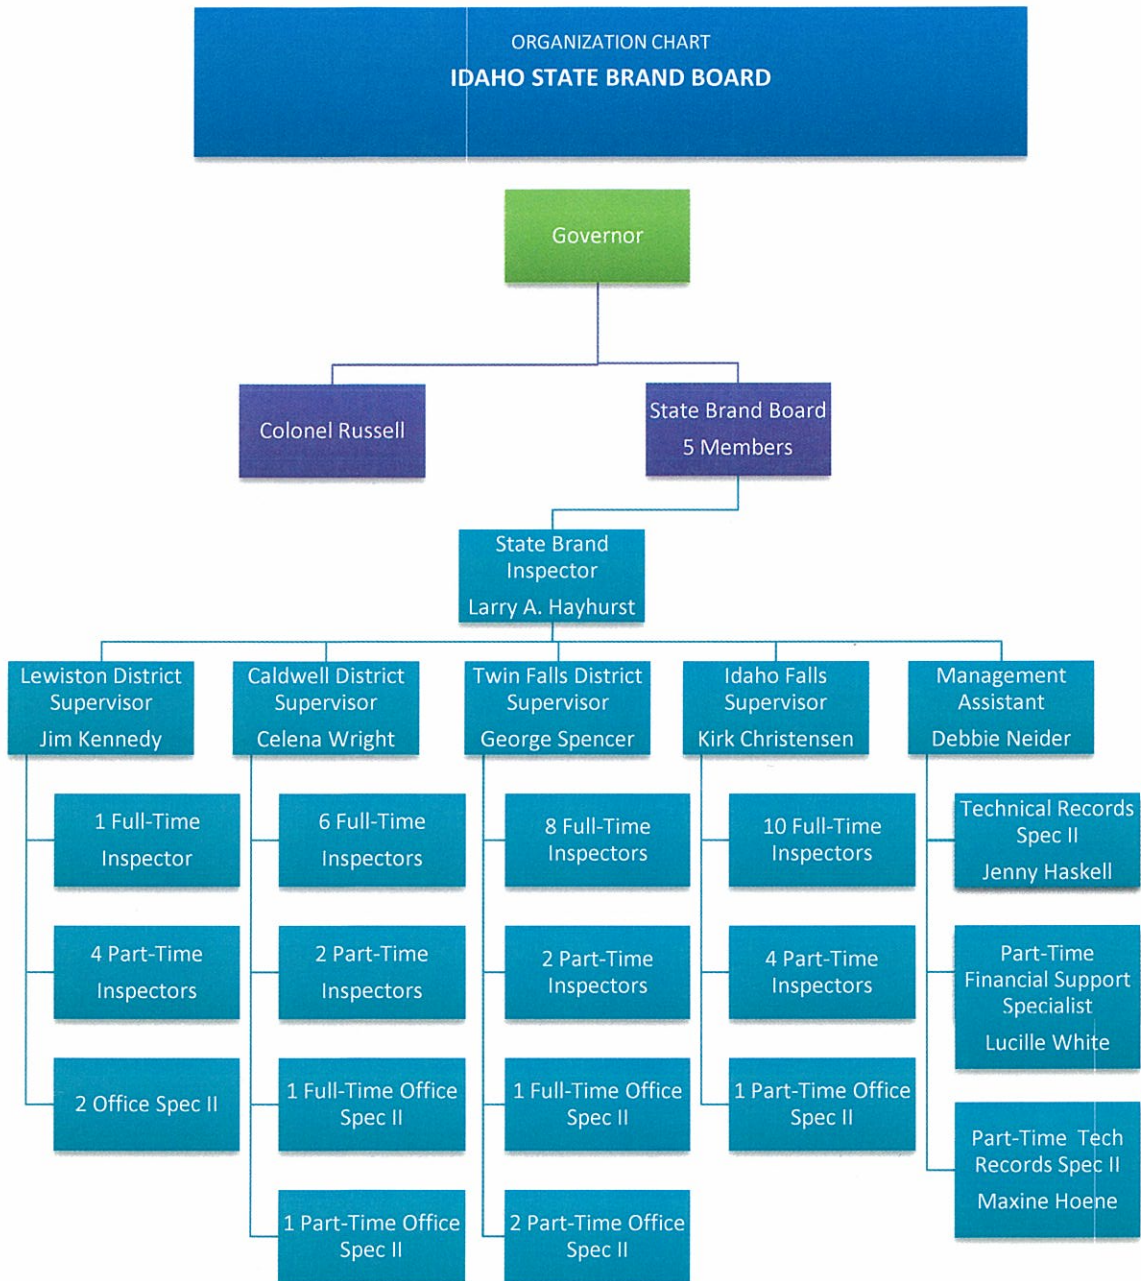 ORGANIZATION CHART
IDAHO STATE BRAND BOARD
Governor
Colonel Russell
State Brand Board
5 Members
State Brand
Inspector
Larry A. Hayhurst
Lewiston District
Supervisor
Jim Kennedy
Caldwell District
Supervisor
Celena Wright
Twin Falls District
Supervisor
George Spencer
Idaho Falls
Supervisor
Kirk Christensen
Management
Assistant
Debbie Neider
1 Full-Time
Inspector
6 Full-Time
Inspectors
8 Full-Time
Inspectors
10 Full-Time
Inspectors
Technical Records
Spec II
Jenny Haskell
4 Part-Time
Inspectors
2 Part-Time
Inspectors
2 Part-Time
Inspectors
4 Part-Time
Inspectors
Part-Time
Financial Support
Specialist
Lucille White
2 Office Spec II
1 Full-Time Office
Spec II
1 Full-Time Office
Spec II
1 Part-Time Office
Spec II
Part-Time Tech
Records Spec II
Maxine Hoene
1 Part-Time Office
Spec II
2 Part-Time Office
Spec II